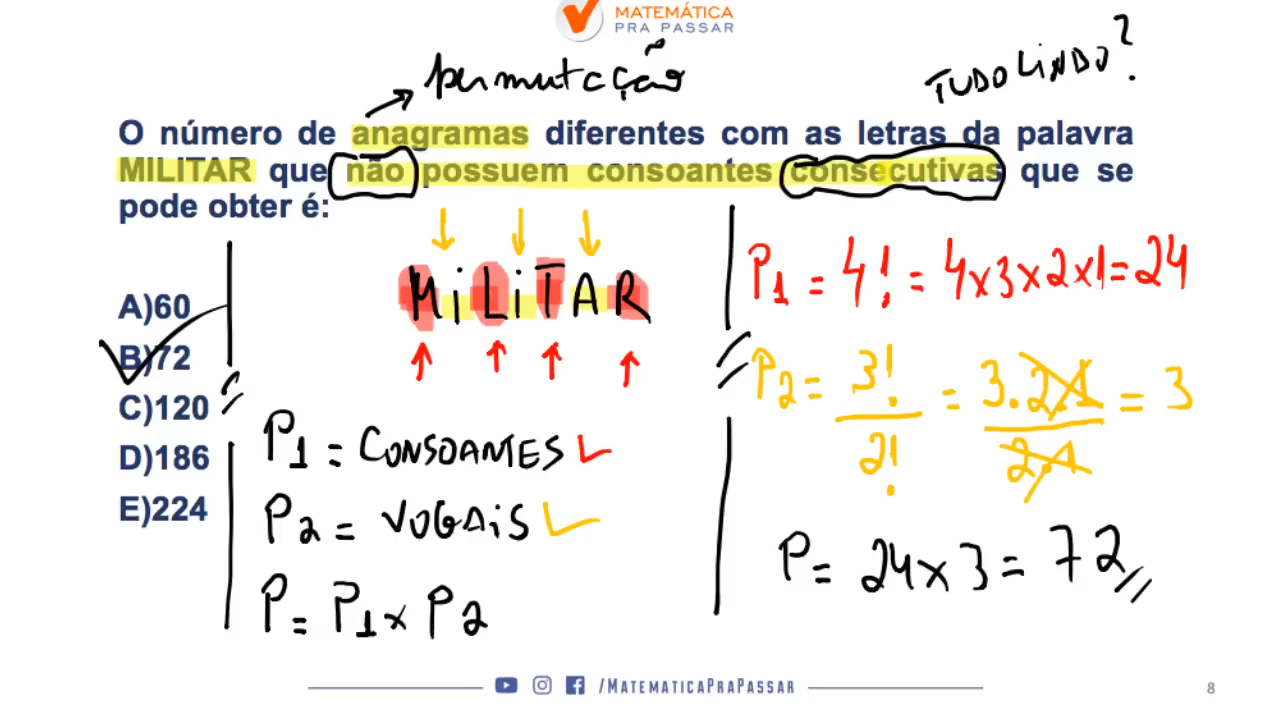 MATEMÁTICA
PRA PASSAR
permutação
TUDO LINDO?
O número de anagramas diferentes com as letras da palavra
MILITAR que não possuem consoantes consecutivas que se
pode obter é:
A)60
B)72
C)120
D)186
E)224
MiLiTAR
P1 = CONSOANTES
P2 = VOGAiS
P = P1 x P2
P1 = 4! = 4x3x2x1 = 24
P2 = 3!/2! = 3.2.1/2.1 = 3
P = 24 x 3 = 72//
/MATEMATICAPRAPASSAR
8